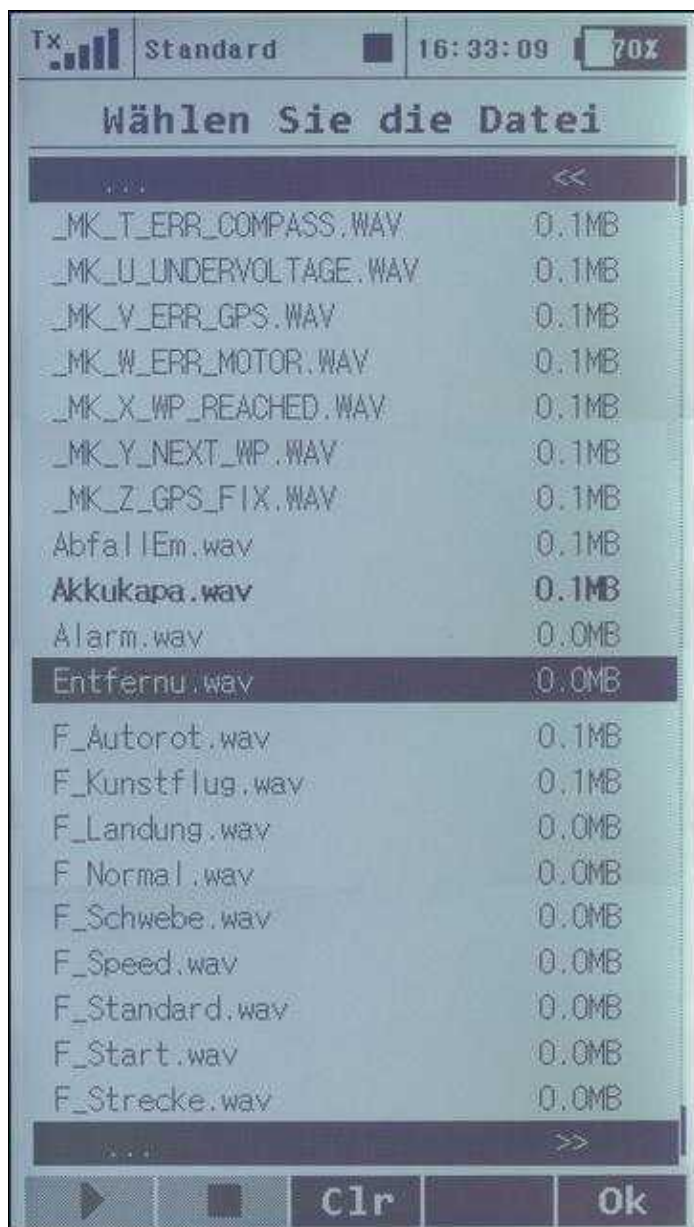 Tx Standard 16:33:09 70%
Wählen Sie die Datei
... <<
_MK_T_ERR_COMPASS.WAV 0.1MB
_MK_U_UNDERVOLTAGE.WAV 0.1MB
_MK_V_ERR_GPS.WAV 0.1MB
_MK_W_ERR_MOTOR.WAV 0.1MB
_MK_X_WP_REACHED.WAV 0.1MB
_MK_Y_NEXT_WP.WAV 0.1MB
_MK_Z_GPS_FIX.WAV 0.1MB
AbfallEm.wav 0.1MB
Akkukapa.wav 0.1MB
Alarm.wav 0.0MB
Entfernu.wav 0.0MB
F_Autorot.wav 0.1MB
F_Kunstflug.wav 0.1MB
F_Landung.wav 0.0MB
F Normal.wav 0.0MB
F_Schwebe.wav 0.0MB
F_Speed.wav 0.0MB
F_Standard.wav 0.0MB
F_Start.wav 0.0MB
F_Strecke.wav 0.0MB
... >>
Clr Ok